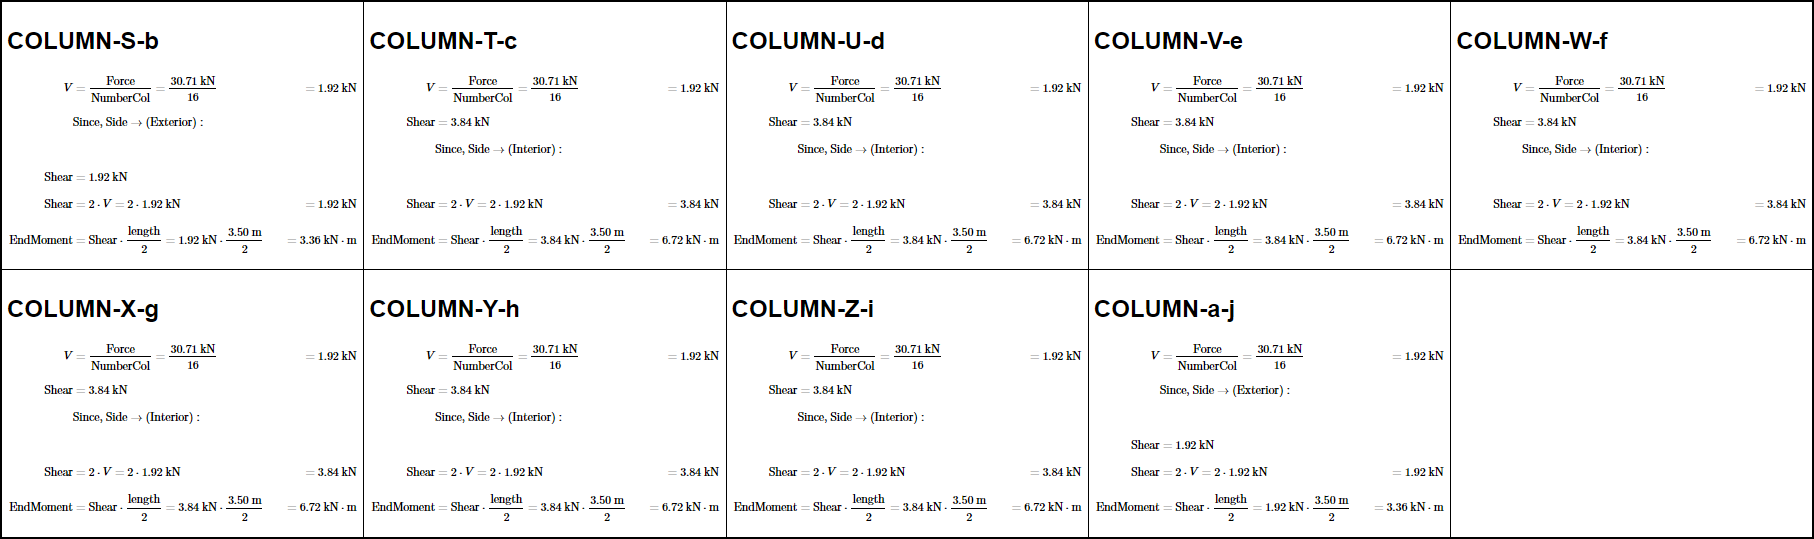 COLUMN-S-b
V = Force / NumberCol = 30.71 kN / 16 = 1.92 kN
Since, Side → (Exterior) :
Shear = 1.92 kN
Shear = 2 · V = 2 · 1.92 kN = 1.92 kN
EndMoment = Shear · length / 2 = 1.92 kN · 3.50 m / 2 = 3.36 kN · m
COLUMN-T-c
V = Force / NumberCol = 30.71 kN / 16 = 1.92 kN
Shear = 3.84 kN
Since, Side → (Interior) :
Shear = 2 · V = 2 · 1.92 kN = 3.84 kN
EndMoment = Shear · length / 2 = 3.84 kN · 3.50 m / 2 = 6.72 kN · m
COLUMN-U-d
V = Force / NumberCol = 30.71 kN / 16 = 1.92 kN
Shear = 3.84 kN
Since, Side → (Interior) :
Shear = 2 · V = 2 · 1.92 kN = 3.84 kN
EndMoment = Shear · length / 2 = 3.84 kN · 3.50 m / 2 = 6.72 kN · m
COLUMN-V-e
V = Force / NumberCol = 30.71 kN / 16 = 1.92 kN
Shear = 3.84 kN
Since, Side → (Interior) :
Shear = 2 · V = 2 · 1.92 kN = 3.84 kN
EndMoment = Shear · length / 2 = 3.84 kN · 3.50 m / 2 = 6.72 kN · m
COLUMN-W-f
V = Force / NumberCol = 30.71 kN / 16 = 1.92 kN
Shear = 3.84 kN
Since, Side → (Interior) :
Shear = 2 · V = 2 · 1.92 kN = 3.84 kN
EndMoment = Shear · length / 2 = 3.84 kN · 3.50 m / 2 = 6.72 kN · m
COLUMN-X-g
V = Force / NumberCol = 30.71 kN / 16 = 1.92 kN
Shear = 3.84 kN
Since, Side → (Interior) :
Shear = 2 · V = 2 · 1.92 kN = 3.84 kN
EndMoment = Shear · length / 2 = 3.84 kN · 3.50 m / 2 = 6.72 kN · m
COLUMN-Y-h
V = Force / NumberCol = 30.71 kN / 16 = 1.92 kN
Shear = 3.84 kN
Since, Side → (Interior) :
Shear = 2 · V = 2 · 1.92 kN = 3.84 kN
EndMoment = Shear · length / 2 = 3.84 kN · 3.50 m / 2 = 6.72 kN · m
COLUMN-Z-i
V = Force / NumberCol = 30.71 kN / 16 = 1.92 kN
Shear = 3.84 kN
Since, Side → (Interior) :
Shear = 2 · V = 2 · 1.92 kN = 3.84 kN
EndMoment = Shear · length / 2 = 3.84 kN · 3.50 m / 2 = 6.72 kN · m
COLUMN-a-j
V = Force / NumberCol = 30.71 kN / 16 = 1.92 kN
Since, Side → (Exterior) :
Shear = 1.92 kN
Shear = 2 · V = 2 · 1.92 kN = 1.92 kN
EndMoment = Shear · length / 2 = 1.92 kN · 3.50 m / 2 = 3.36 kN · m